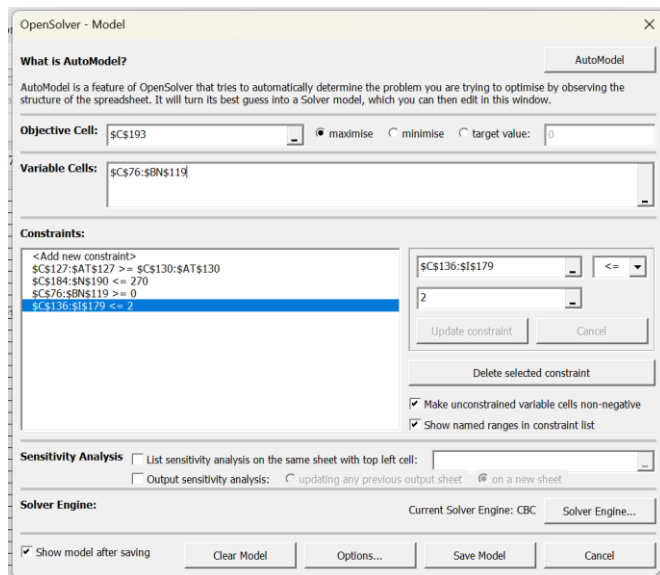 OpenSolver - Model
What is AutoModel?
AutoModel
AutoModel is a feature of OpenSolver that tries to automatically determine the problem you are trying to optimise by observing the
structure of the spreadsheet. It will turn its best guess into a Solver model, which you can then edit in this window.
Objective Cell: $C$193 maximise minimise target value: 0
Variable Cells: $C$76:$BN$119
Constraints:
<Add new constraint>
$C$127:$AT$127 >= $C$130:$AT$130
$C$184:$N$190 <= 270
$C$76:$BN$119 >= 0
$C$136:$I$179 <= 2
$C$136:$I$179 <=
2
Update constraint Cancel
Delete selected constraint
Make unconstrained variable cells non-negative
Show named ranges in constraint list
Sensitivity Analysis List sensitivity analysis on the same sheet with top left cell:
Output sensitivity analysis: updating any previous output sheet on a new sheet
Solver Engine: Current Solver Engine: CBC Solver Engine...
Show model after saving Clear Model Options... Save Model Cancel